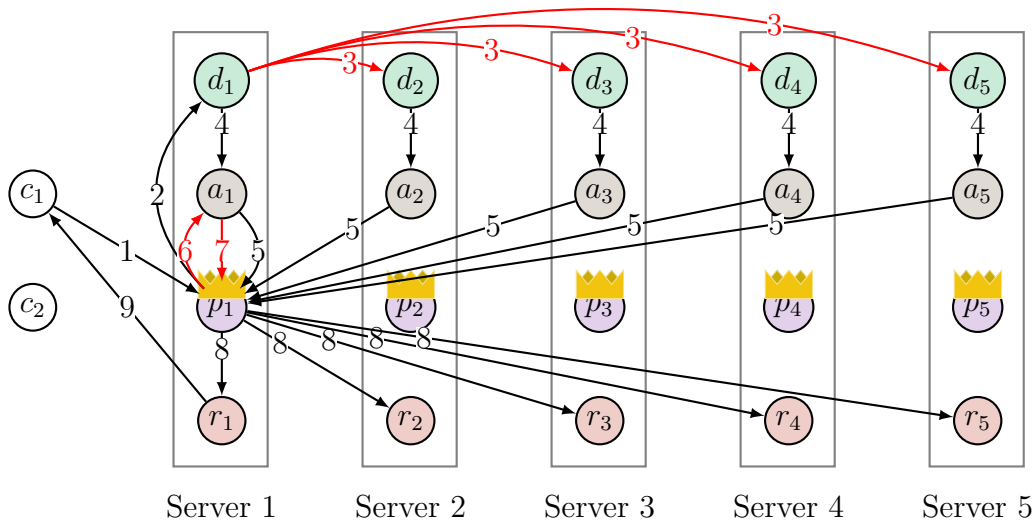 3
3
3
3
d₁ d₂ d₃ d₄ d₅
4 4 4 4 4
c₁ a₁ a₂ a₃ a₄ a₅
2
1 6 7 5 5 5 5 5
c₂ p₁ p₂ p₃ p₄ p₅
9 8 8 8 8 8
r₁ r₂ r₃ r₄ r₅
Server 1 Server 2 Server 3 Server 4 Server 5